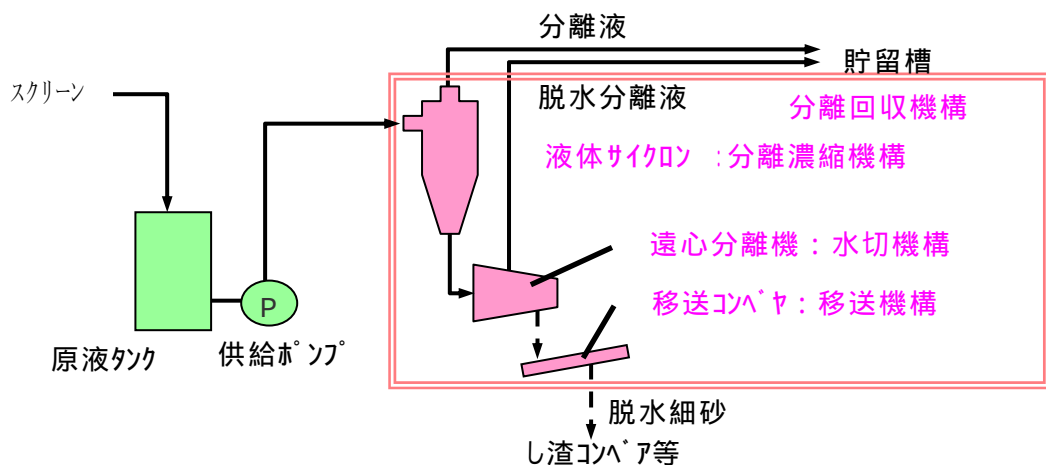 分離液
貯留槽
スクリーン
脱水分離液
分離回収機構
液体サイクロン :分離濃縮機構
遠心分離機:水切機構
移送コンベヤ:移送機構
P
供給ポンプ
原液タンク
脱水細砂
し渣コンベア等